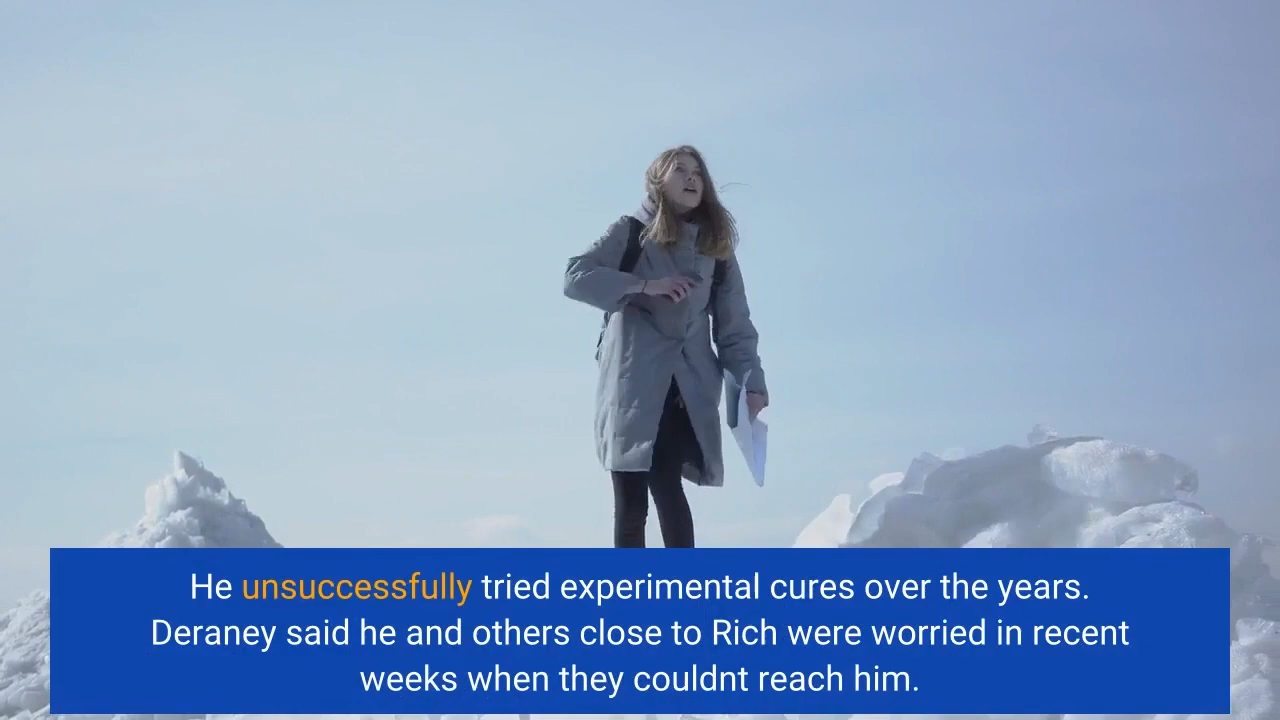 He unsuccessfully tried experimental cures over the years.
Deraney said he and others close to Rich were worried in recent
weeks when they couldnt reach him.